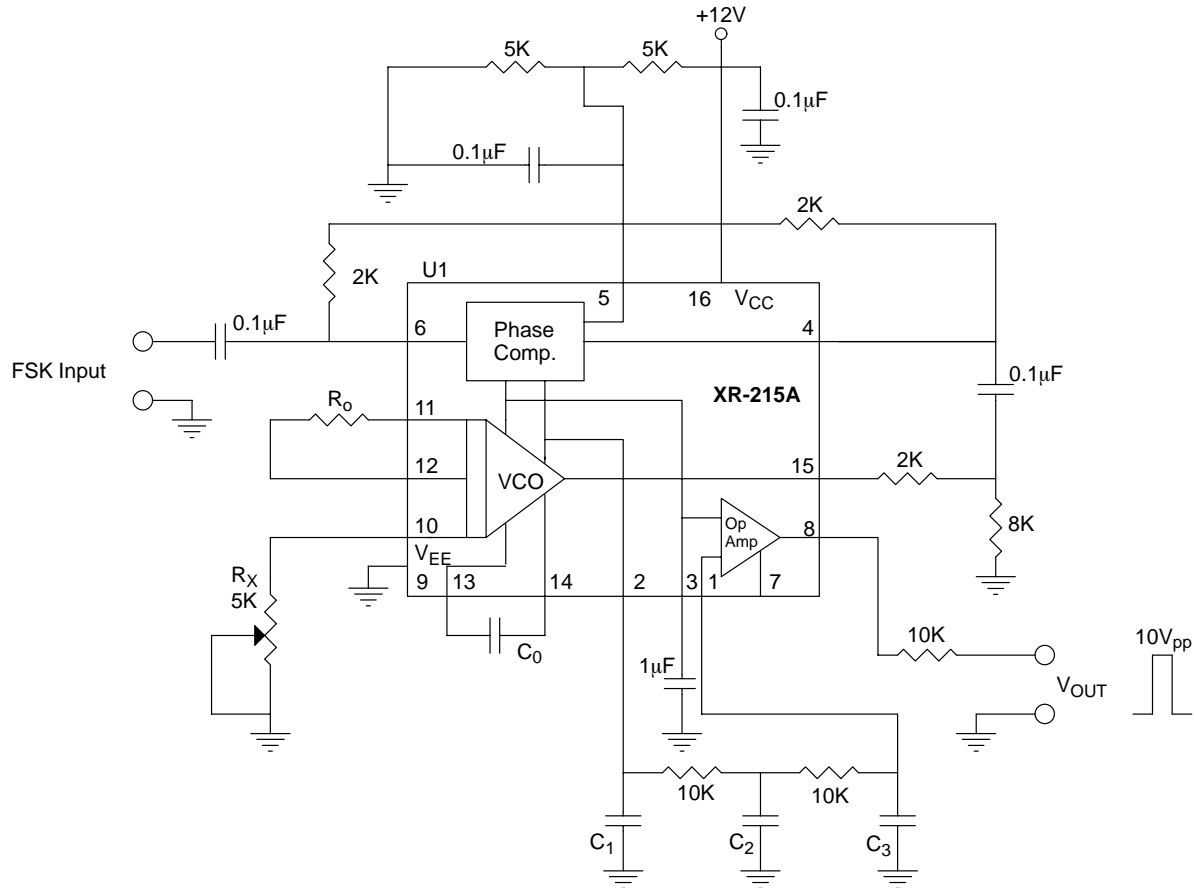 +12V
5K
5K
0.1μF
0.1μF
2K
2K
U1
5
16
VCC
0.1μF
6
Phase
Comp.
4
FSK Input
0.1μF
XR-215A
Ro
11
12
VCO
15
2K
10
Op
Amp
8
8K
VEE
RX
5K
9
13
14
2
3
1
7
C0
10K
10Vpp
1μF
VOUT
10K
10K
C1
C2
C3